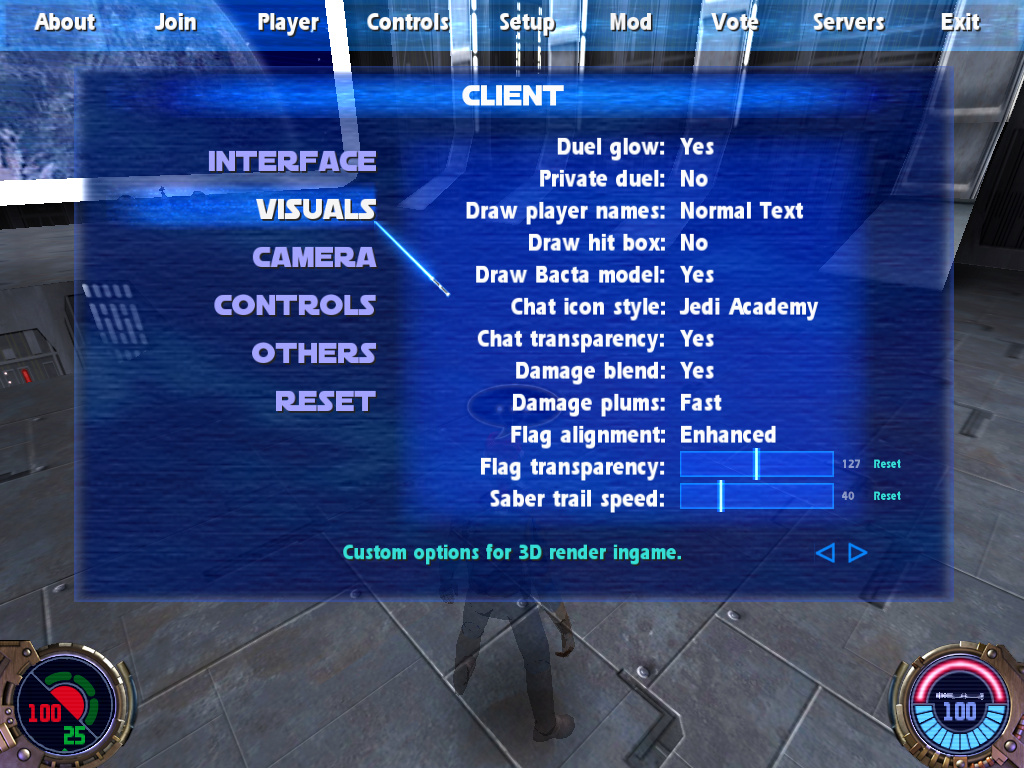 About Join Player Controls Setup Mod Vote Servers Exit
CLIENT
INTERFACE
VISUALS
CAMERA
CONTROLS
OTHERS
RESET
Duel glow: Yes
Private duel: No
Draw player names: Normal Text
Draw hit box: No
Draw Bacta model: Yes
Chat icon style: Jedi Academy
Chat transparency: Yes
Damage blend: Yes
Damage plums: Fast
Flag alignment: Enhanced
Flag transparency: 127 Reset
Saber trail speed: 40 Reset
Custom options for 3D render ingame.
100
25
100